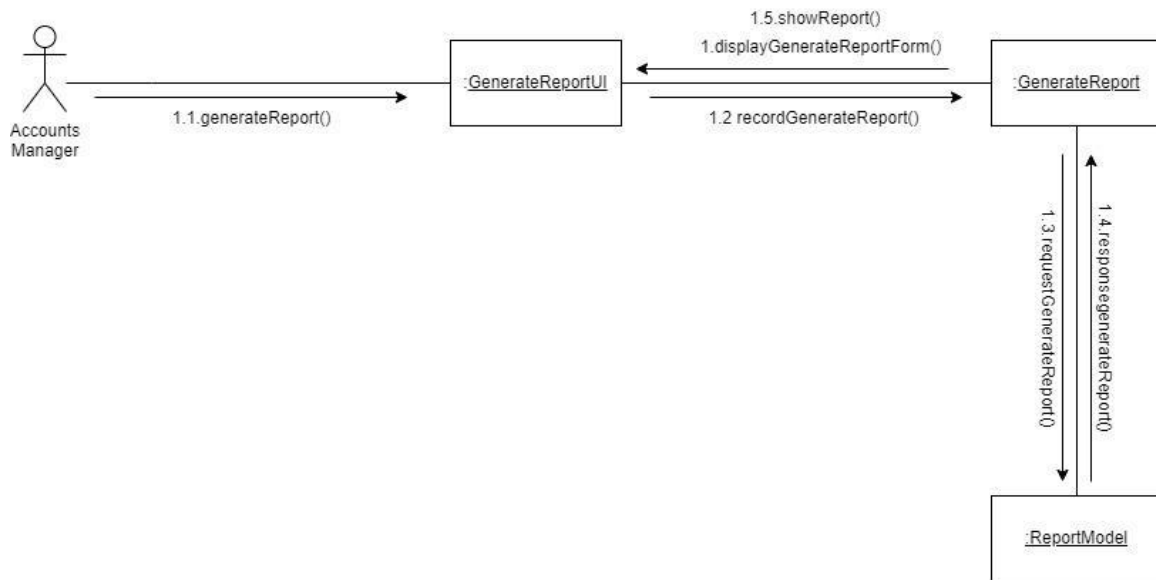 1.5.showReport()
1.displayGenerateReportForm()
:GenerateReportUI
:GenerateReport
1.1.generateReport()
1.2 recordGenerateReport()
Accounts
Manager
1.3.requestGenerateReport()
1.4.responsegenerateReport()
:ReportModel